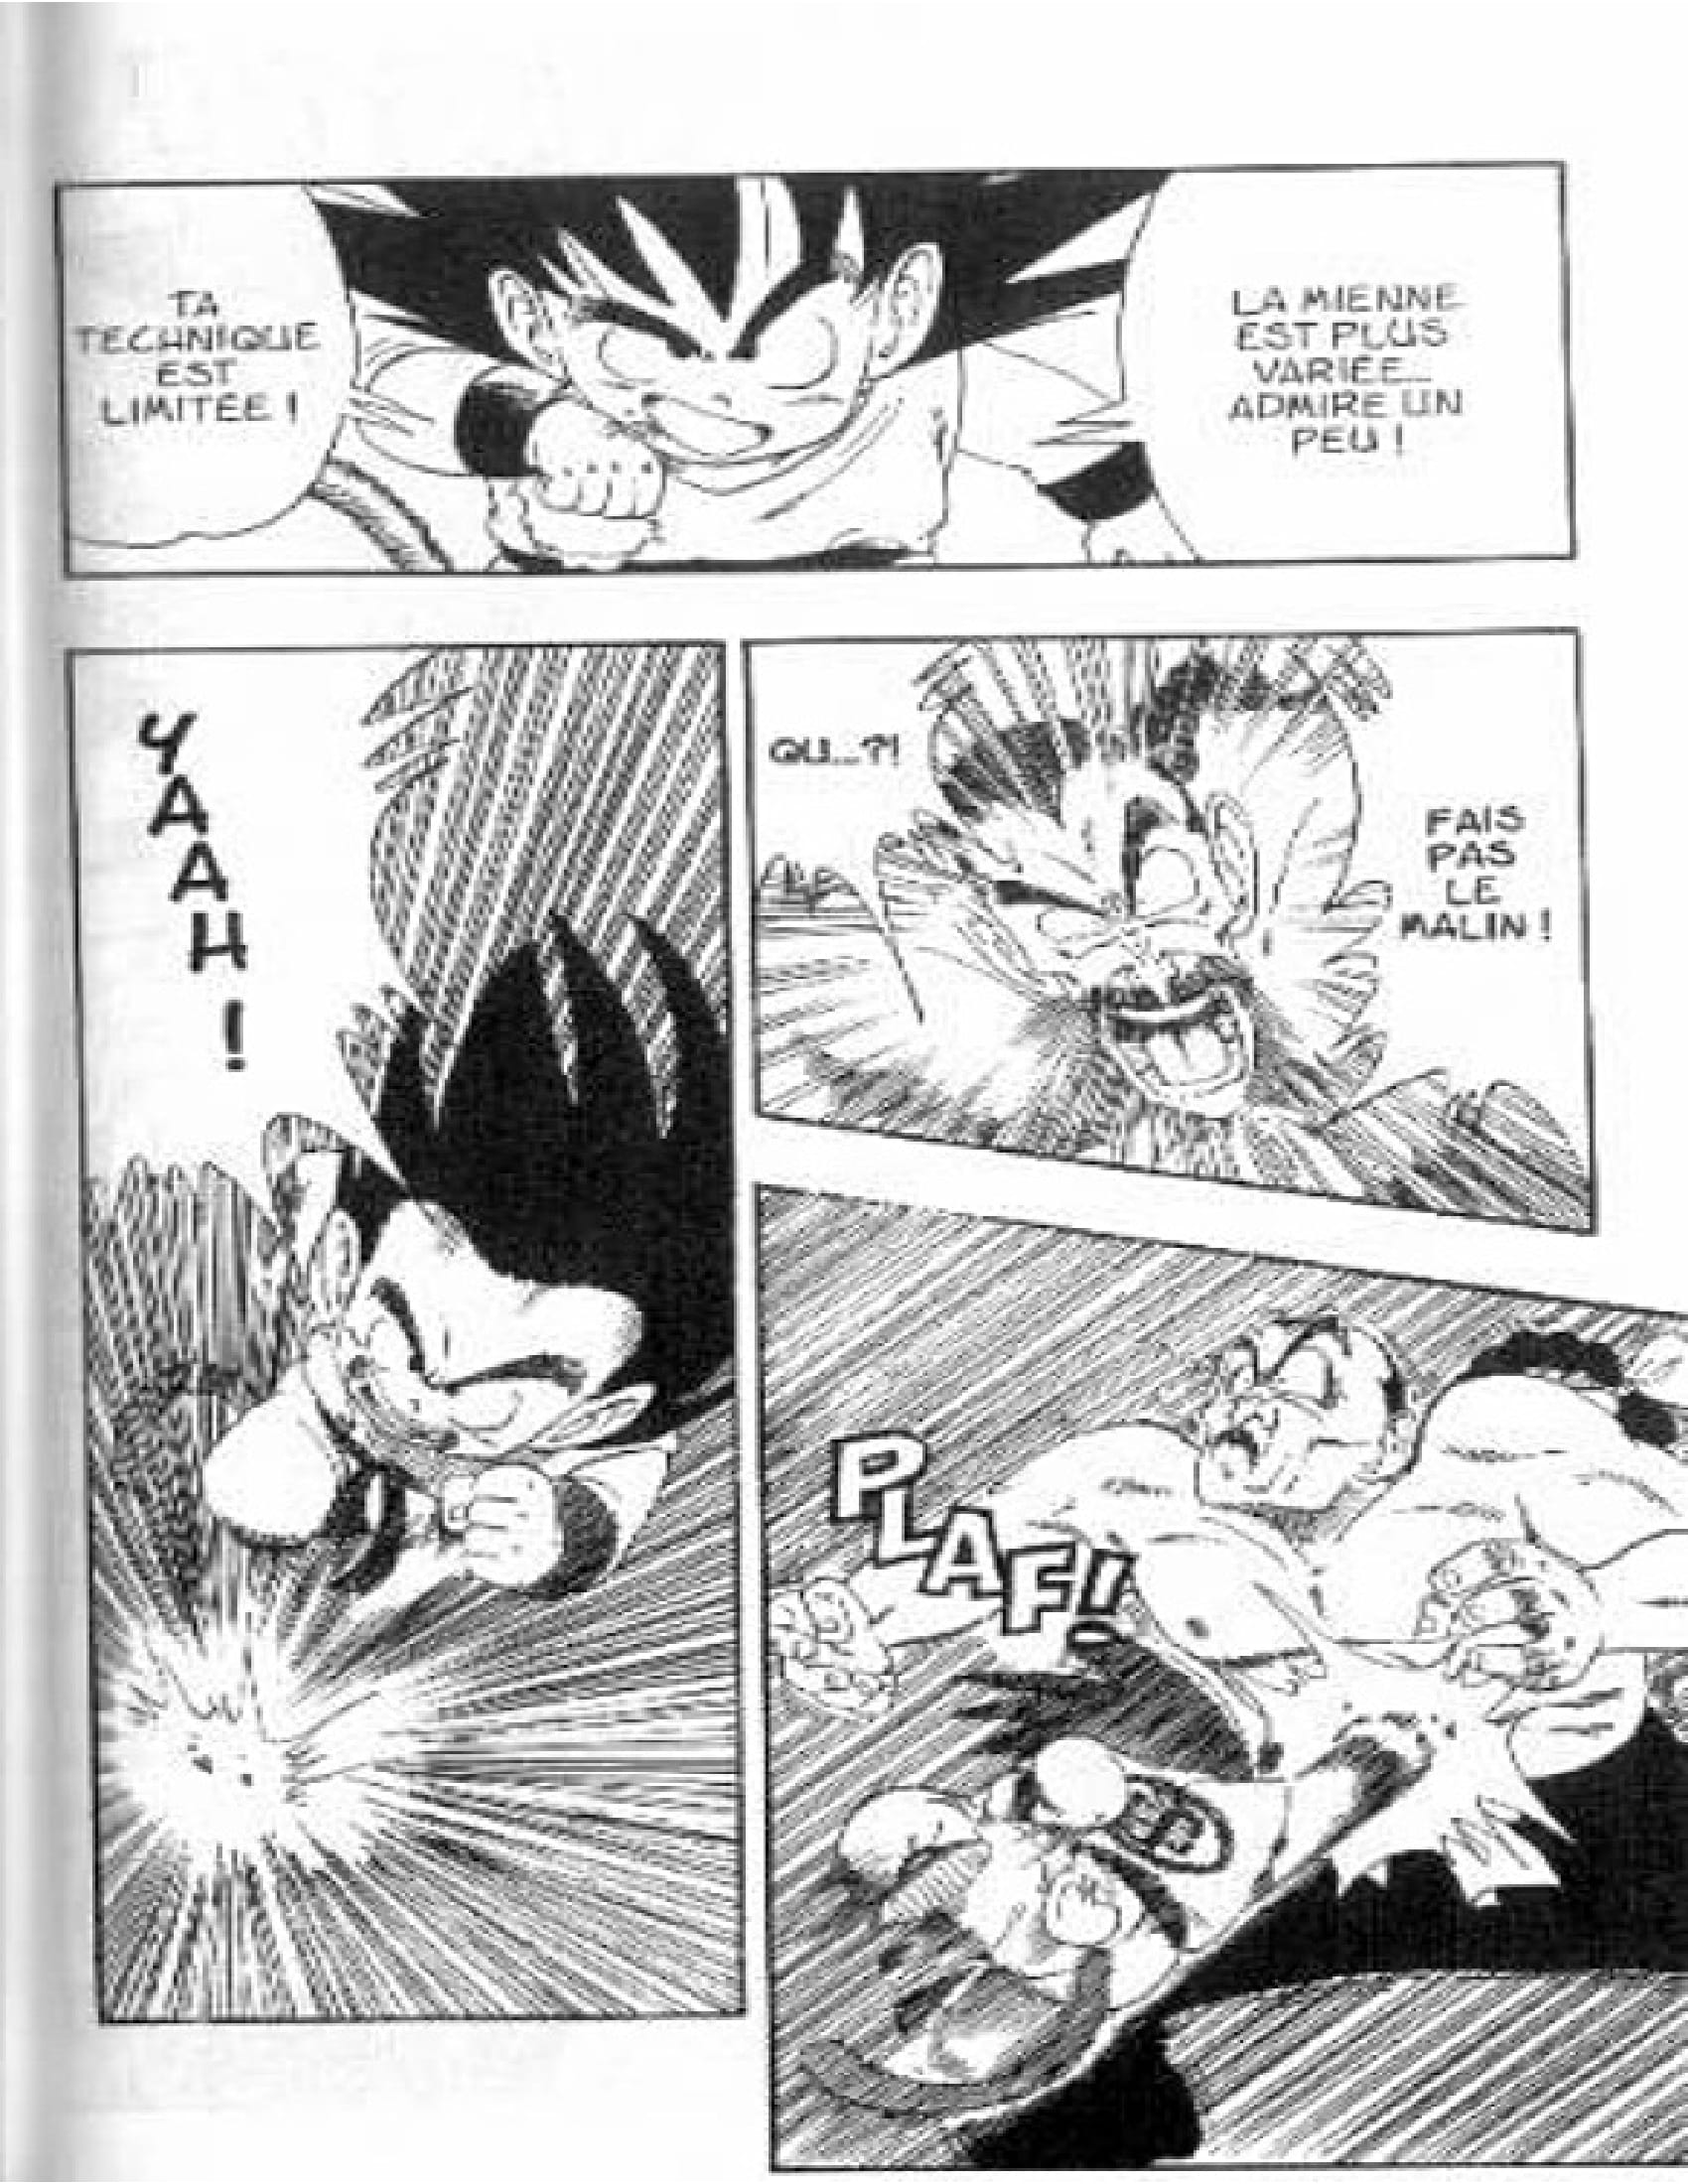 TA
TECHNIQUE
EST
LIMITÉE !
LA MIENNE
EST PLUS
VARIÉE...
ADMIRE UN
PEU !
YAAH !
QU...?!
FAIS
PAS
LE
MALIN !
PLAF!